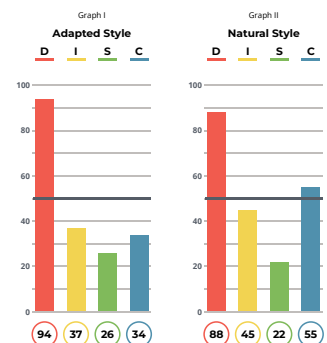 Graph I
Adapted Style
D I S C
100
80
60
40
20
0
94 37 26 34
Graph II
Natural Style
D I S C
100
80
60
40
20
0
88 45 22 55